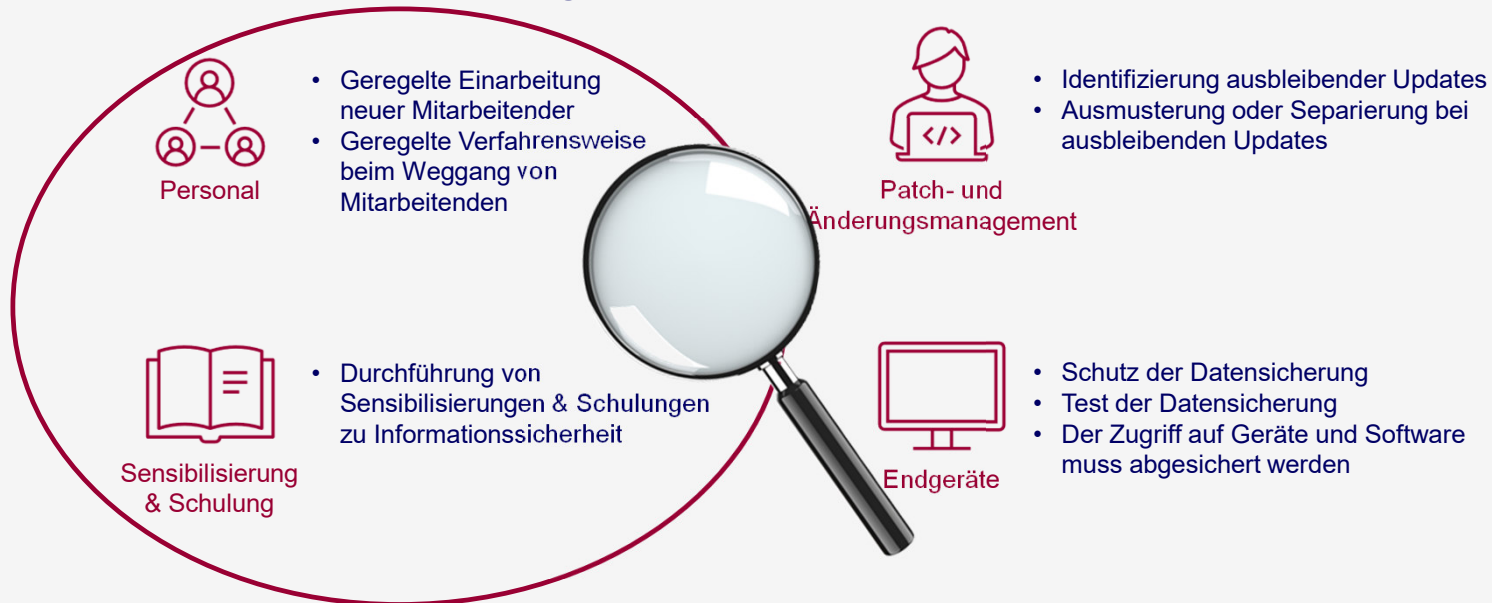 • Geregelte Einarbeitung
neuer Mitarbeitender
• Geregelte Verfahrensweise
beim Weggang von
Mitarbeitenden
Personal
• Identifizierung ausbleibender Updates
• Ausmusterung oder Separierung bei
ausbleibenden Updates
</>
Patch- und
Änderungsmanagement
• Durchführung von
Sensibilisierungen & Schulungen
zu Informationssicherheit
Sensibilisierung
& Schulung
• Schutz der Datensicherung
• Test der Datensicherung
• Der Zugriff auf Geräte und Software
muss abgesichert werden
Endgeräte